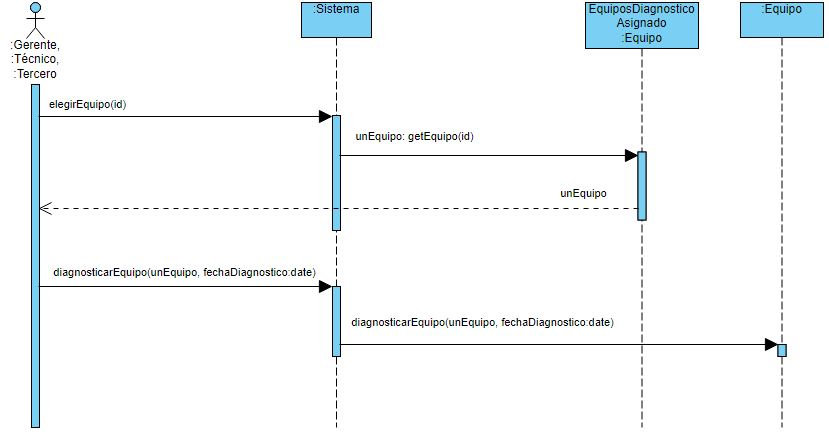 :Gerente,
:Técnico,
:Tercero
:Sistema
EquiposDiagnostico
Asignado
:Equipo
:Equipo
elegirEquipo(id)
unEquipo: getEquipo(id)
unEquipo
diagnosticarEquipo(unEquipo, fechaDiagnostico:date)
diagnosticarEquipo(unEquipo, fechaDiagnostico:date)